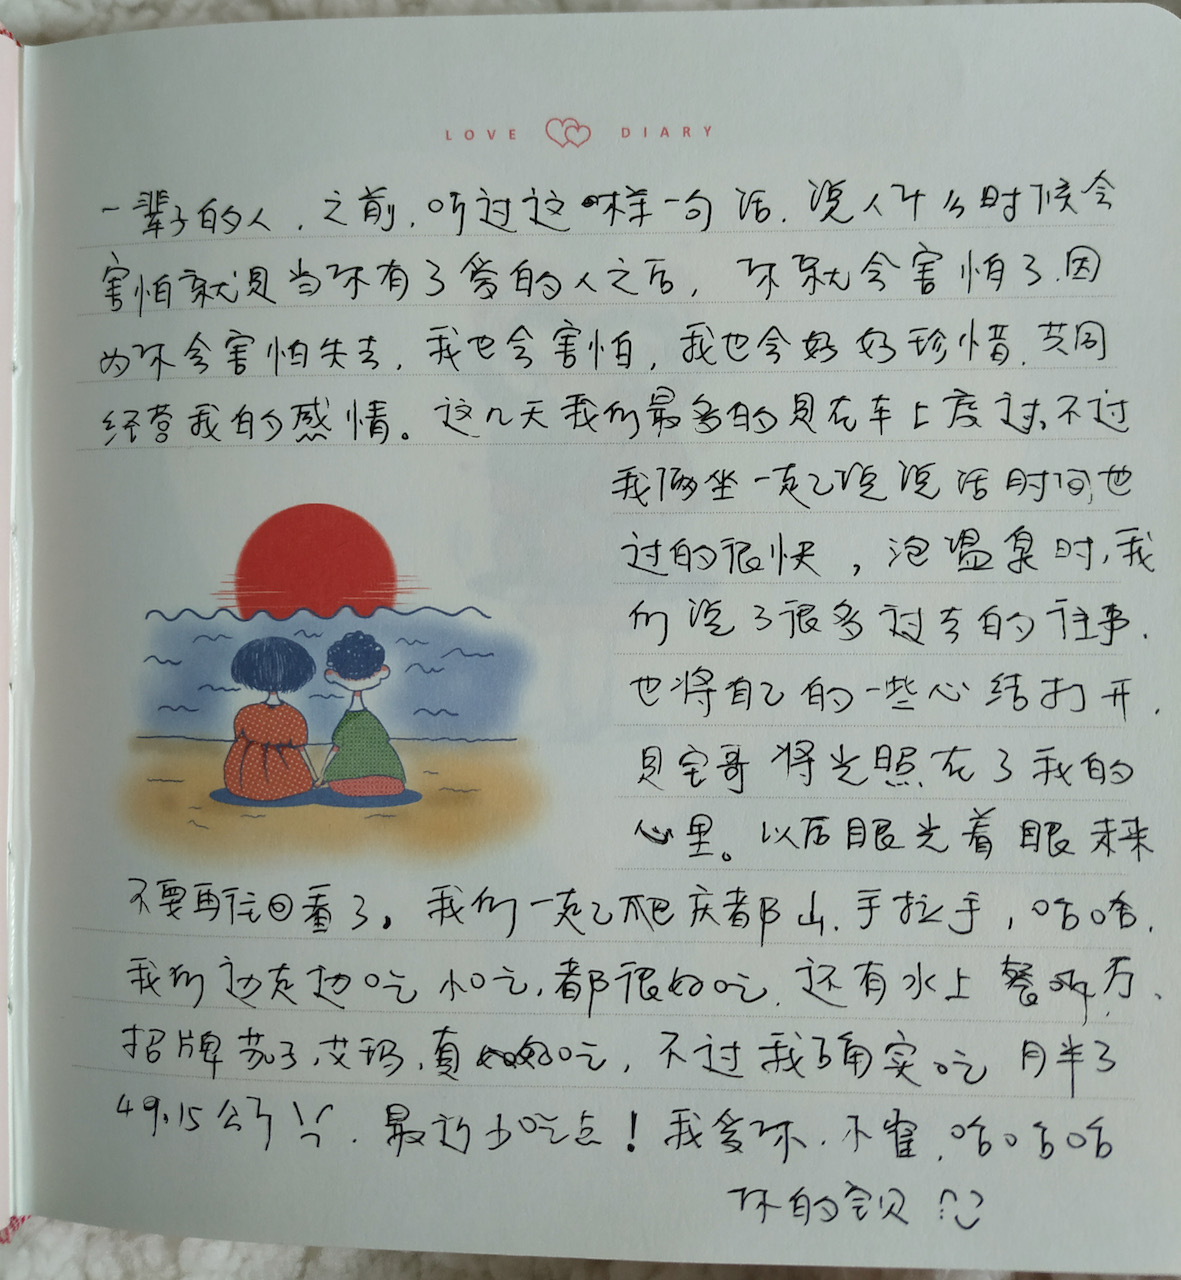 LOVE DIARY
一辈子的人，之前，听过这样一句话，说人什么时候会
害怕就是当你有了爱的人之后，你就会害怕了.因
为你会害怕失去，我也会害怕，我也会好好珍惜.共同
经营我的感情。这几天我们最多的是在车上度过，不过
我俩坐一起说说话时间也
过的很快，泡温泉时，我
们说了很多过去的往事.
也将自己的一些心结打开.
是宝哥将光照在了我的
心里。以后眼光着眼未来
不要再往回看了。我们一起爬庆都山.手拉手，哈哈.
我们边走边吃小吃，都很好吃.还有水上餐厅.
招牌茄子，艾玛，真好吃，不过我确实吃胖了
49.15公斤.最近少吃点！我爱你.小崔.哈哈哈
你的宝贝